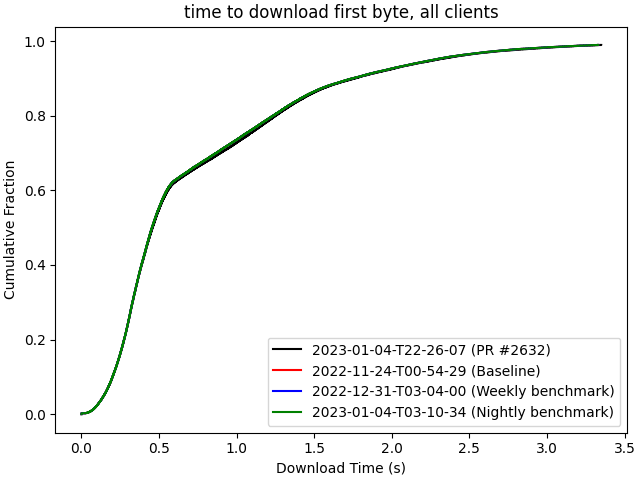 time to download first byte, all clients
1.0
0.8
0.6
0.4
0.2
0.0
Cumulative Fraction
2023-01-04-T22-26-07 (PR #2632)
2022-11-24-T00-54-29 (Baseline)
2022-12-31-T03-04-00 (Weekly benchmark)
2023-01-04-T03-10-34 (Nightly benchmark)
0.0 0.5 1.0 1.5 2.0 2.5 3.0 3.5
Download Time (s)